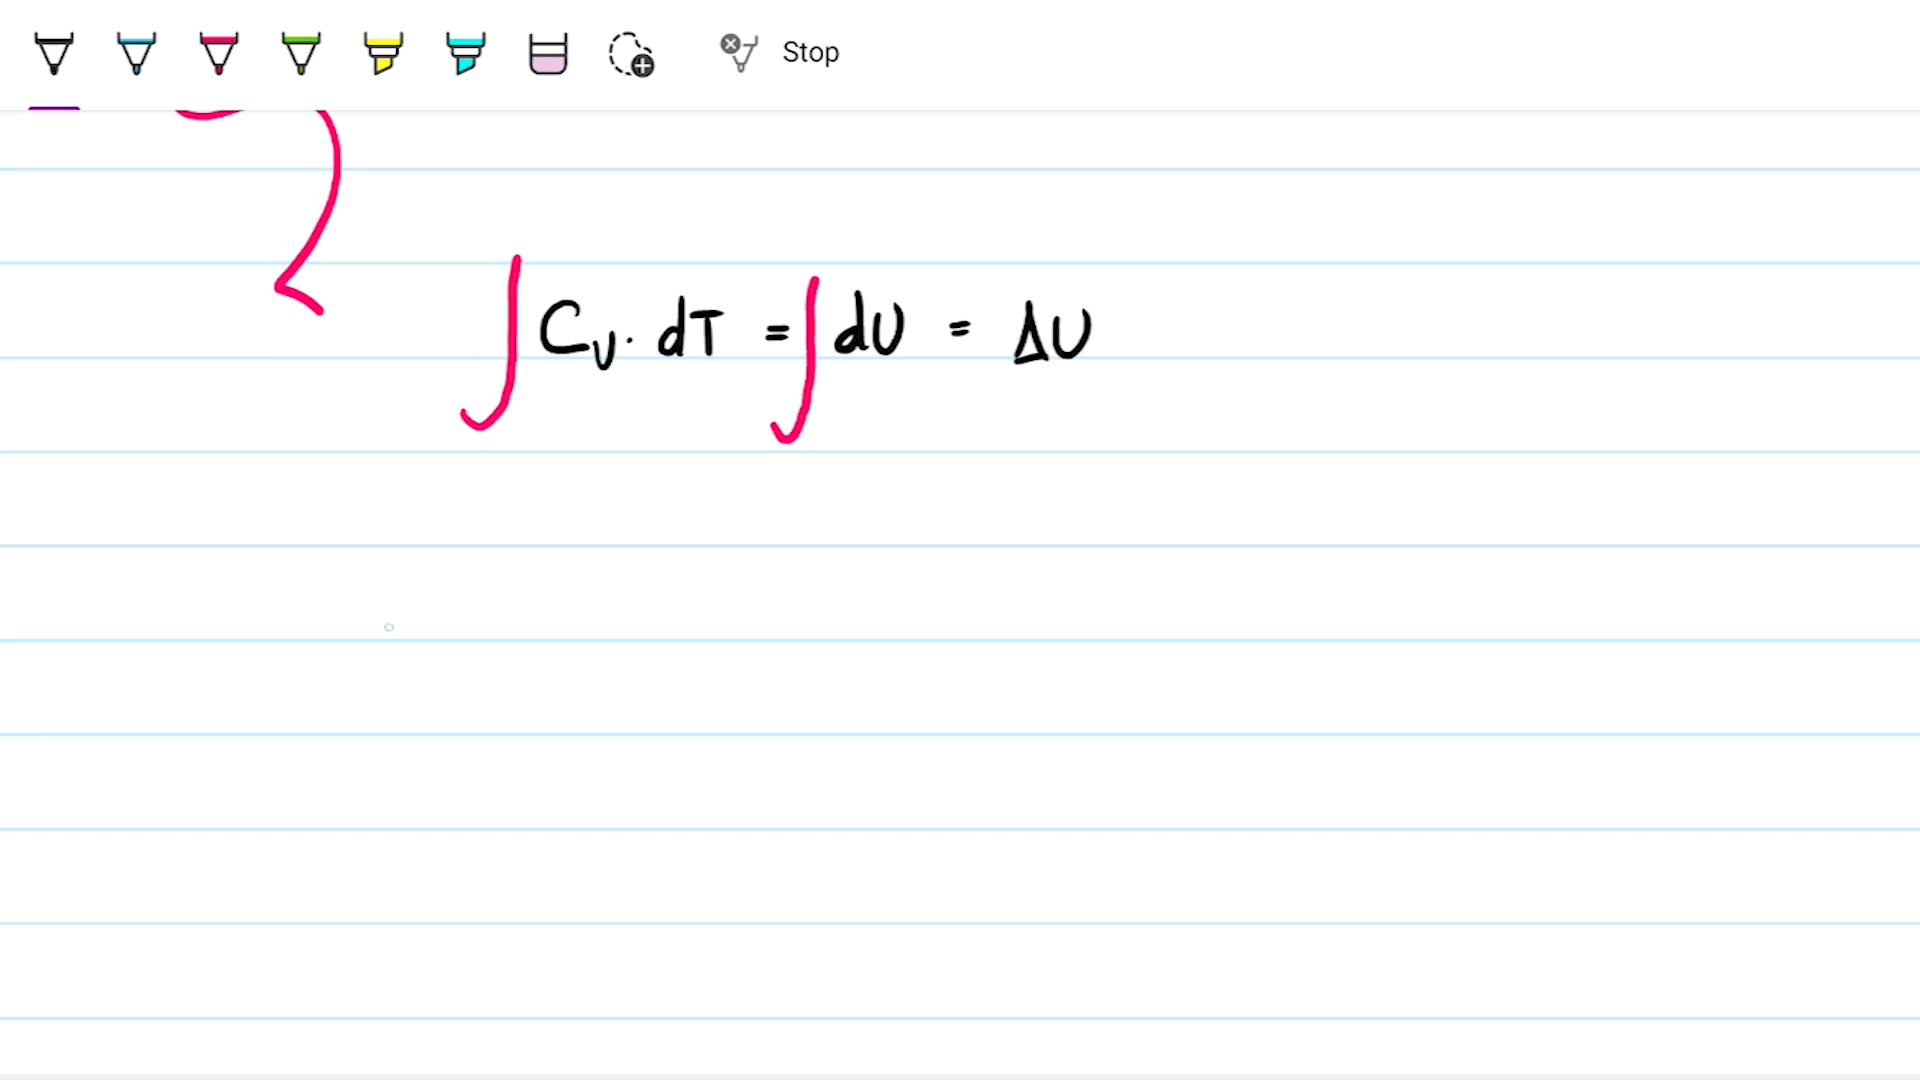 Stop
∫ Cv · dT = ∫ dU = ΔU